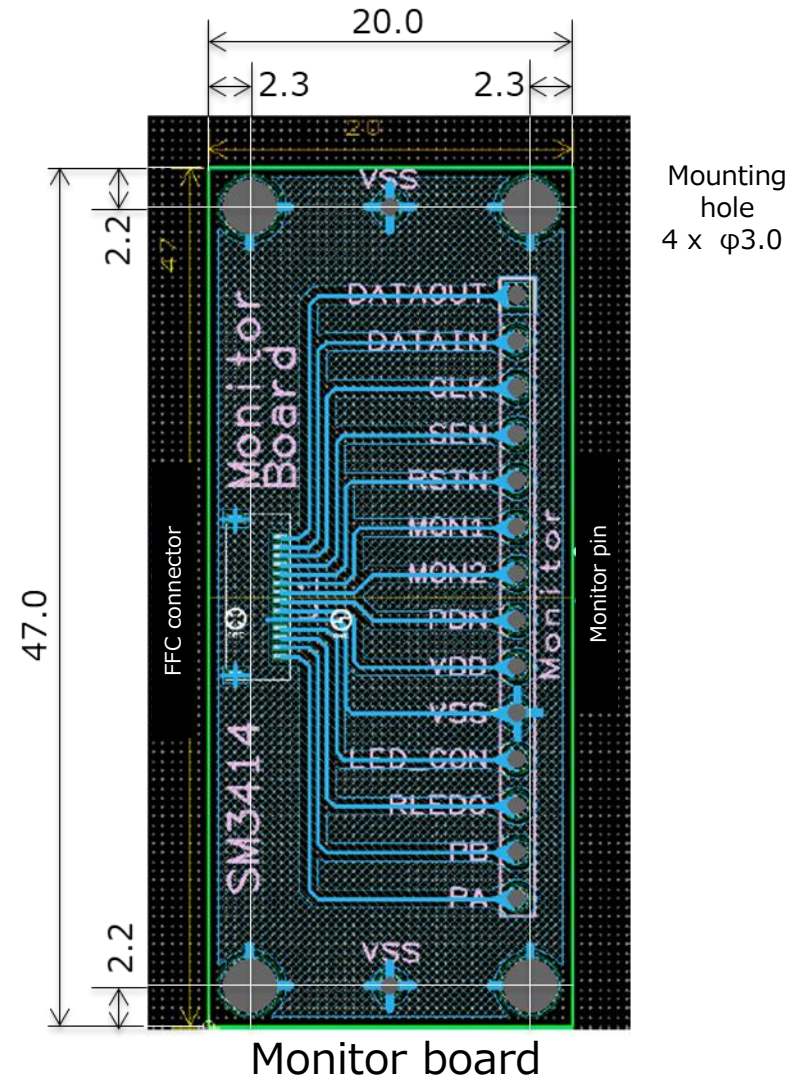 20.0
2.3
2.3
20
Mounting
hole
4 x φ3.0
2.2
47
VSS
DATAOUT
DATAIN
CLK
SEN
RSTN
MON1
MON2
PDN
VDD
VSS
LED_CON
RLEDO
PB
PA
Monitor
Board
Monitor
FFC connector
Monitor pin
47.0
SM3414
VSS
2.2
Monitor board